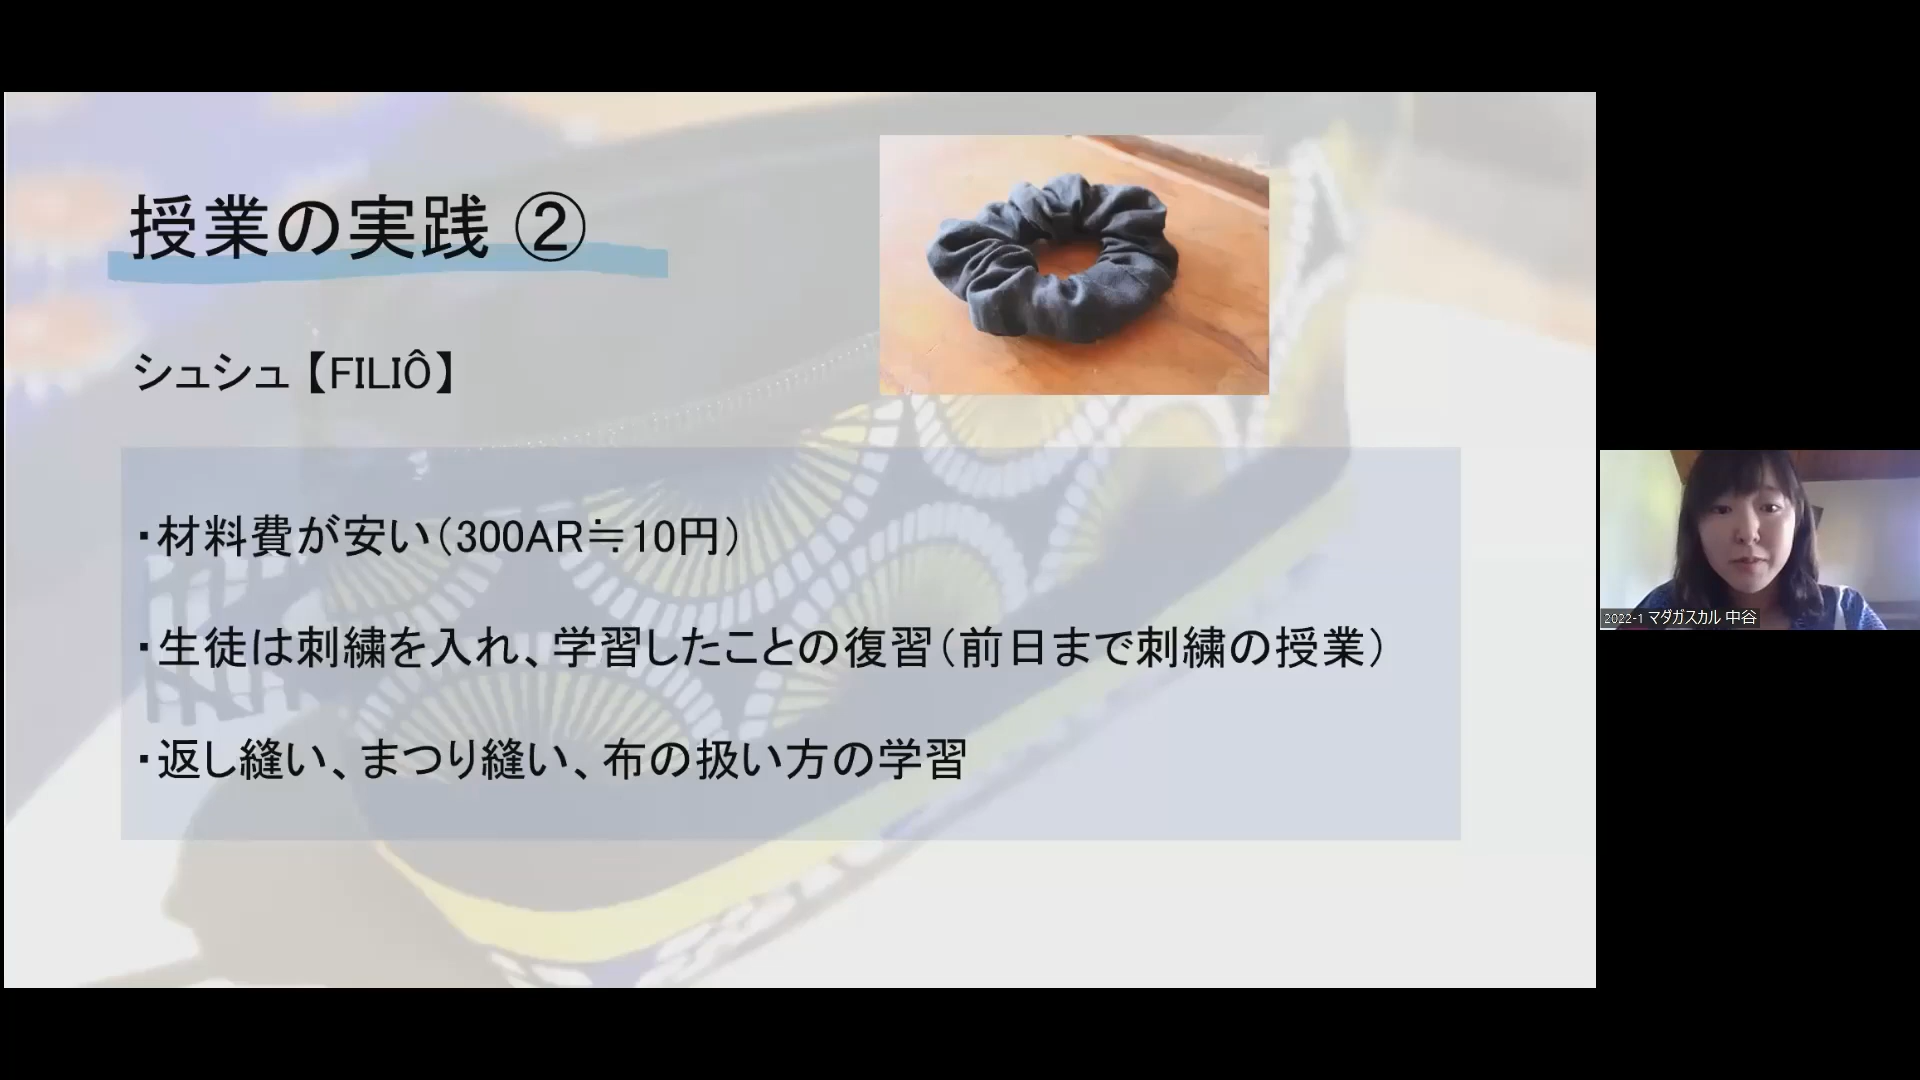 授業の実践 ②
シュシュ【FILIÔ】
・材料費が安い（300AR≒10円）
・生徒は刺繍を入れ、学習したことの復習（前日まで刺繍の授業）
・返し縫い、まつり縫い、布の扱い方の学習
2022-1 マダガスカル 中谷